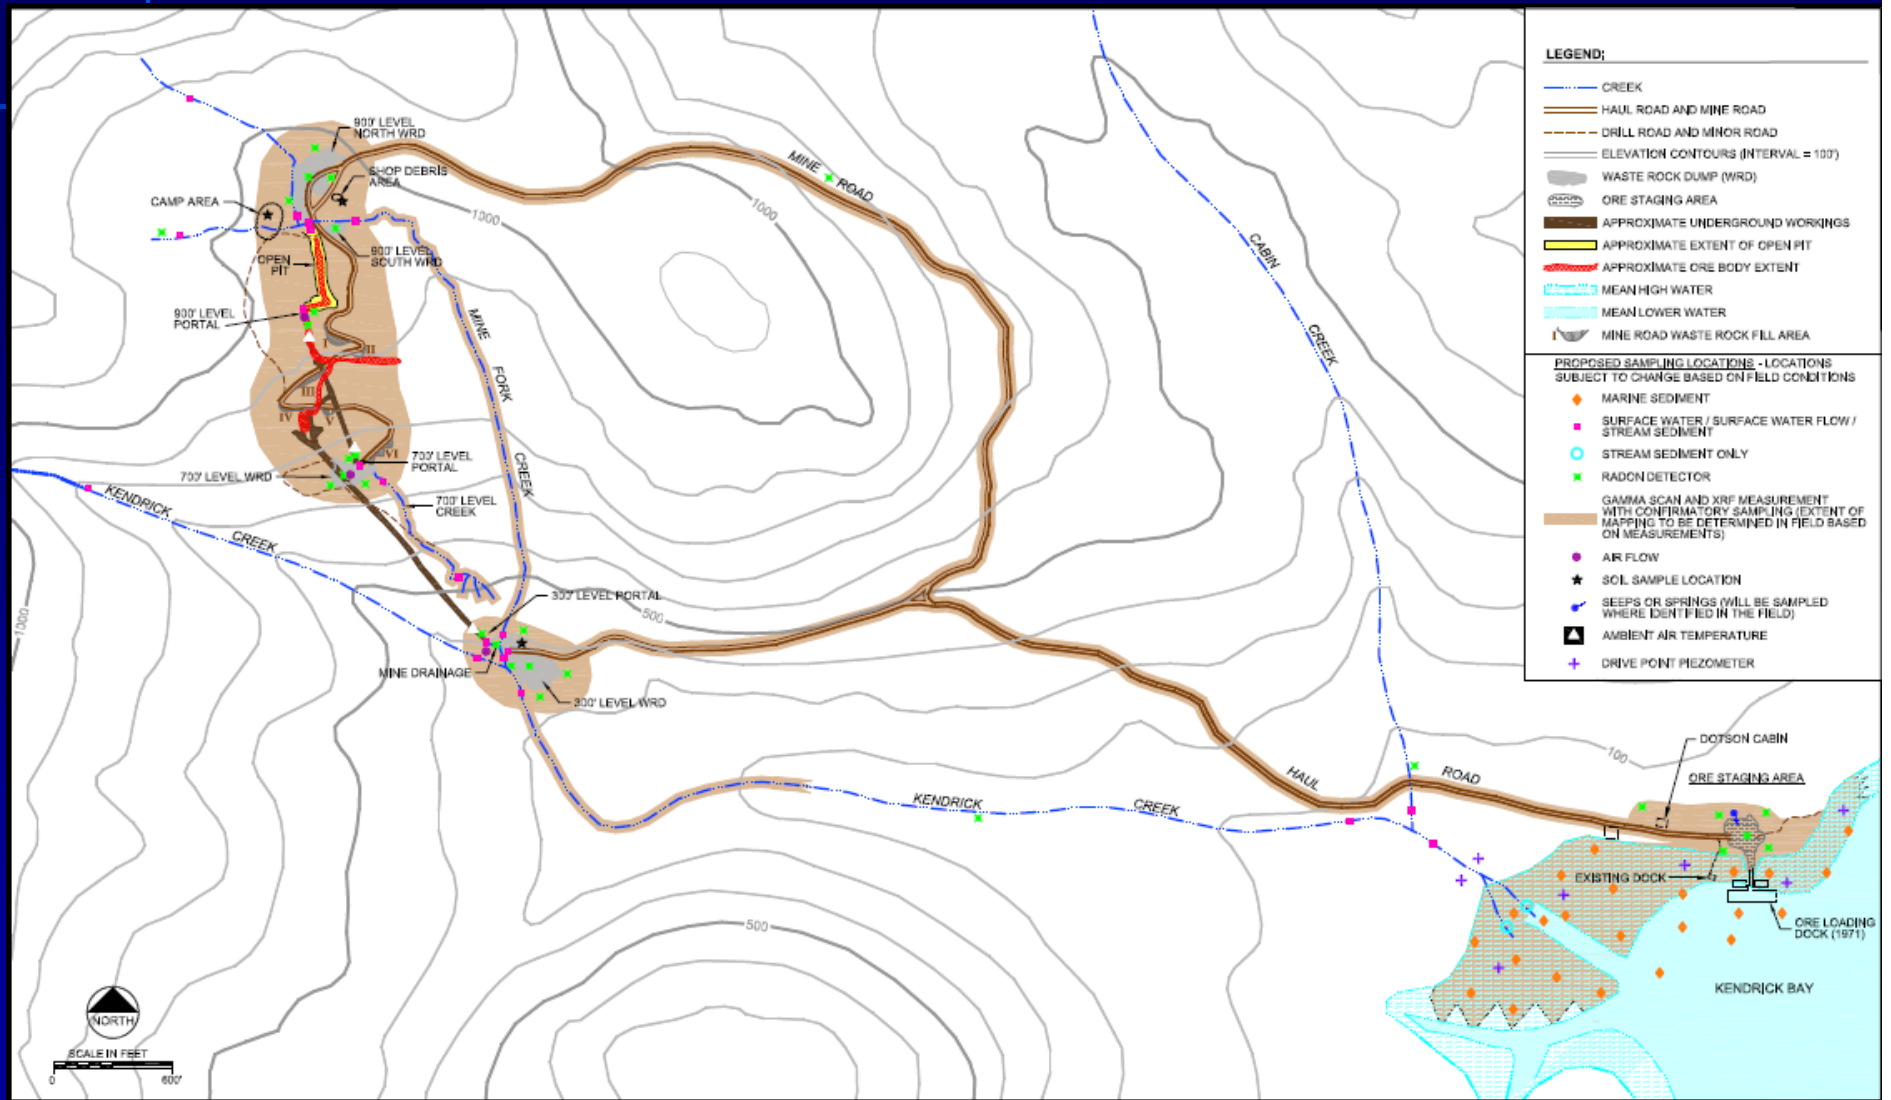 900' LEVEL
NORTH WRD
SHOP DEBRIS
AREA
CAMP AREA
1000
900' LEVEL
SOUTH WRD
OPEN
PIT
900' LEVEL
PORTAL
I
II
III
IV
V
VI
700' LEVEL
PORTAL
700' LEVEL WRD
700' LEVEL
CREEK
MINE
FORK
CREEK
MINE
ROAD
1000
CABIN
CREEK
KENDRICK
CREEK
1000
300' LEVEL PORTAL
500
MINE DRAINAGE
300' LEVEL WRD
HAUL
ROAD
KENDRICK
CREEK
100
DOTSON CABIN
ORE STAGING AREA
EXISTING DOCK
ORE LOADING
DOCK (1971)
KENDRICK BAY
500
NORTH
SCALE IN FEET
0
600'
LEGEND;
CREEK
HAUL ROAD AND MINE ROAD
DRILL ROAD AND MINOR ROAD
ELEVATION CONTOURS (INTERVAL = 100')
WASTE ROCK DUMP (WRD)
ORE STAGING AREA
APPROXIMATE UNDERGROUND WORKINGS
APPROXIMATE EXTENT OF OPEN PIT
APPROXIMATE ORE BODY EXTENT
MEAN HIGH WATER
MEAN LOWER WATER
I
MINE ROAD WASTE ROCK FILL AREA
PROPOSED SAMPLING LOCATIONS - LOCATIONS
SUBJECT TO CHANGE BASED ON FIELD CONDITIONS
MARINE SEDIMENT
SURFACE WATER / SURFACE WATER FLOW /
STREAM SEDIMENT
STREAM SEDIMENT ONLY
RADON DETECTOR
GAMMA SCAN AND XRF MEASUREMENT
WITH CONFIRMATORY SAMPLING (EXTENT OF
MAPPING TO BE DETERMINED IN FIELD BASED
ON MEASUREMENTS)
AIR FLOW
SOIL SAMPLE LOCATION
SEEPS OR SPRINGS (WILL BE SAMPLED
WHERE IDENTIFIED IN THE FIELD)
AMBIENT AIR TEMPERATURE
DRIVE POINT PIEZOMETER